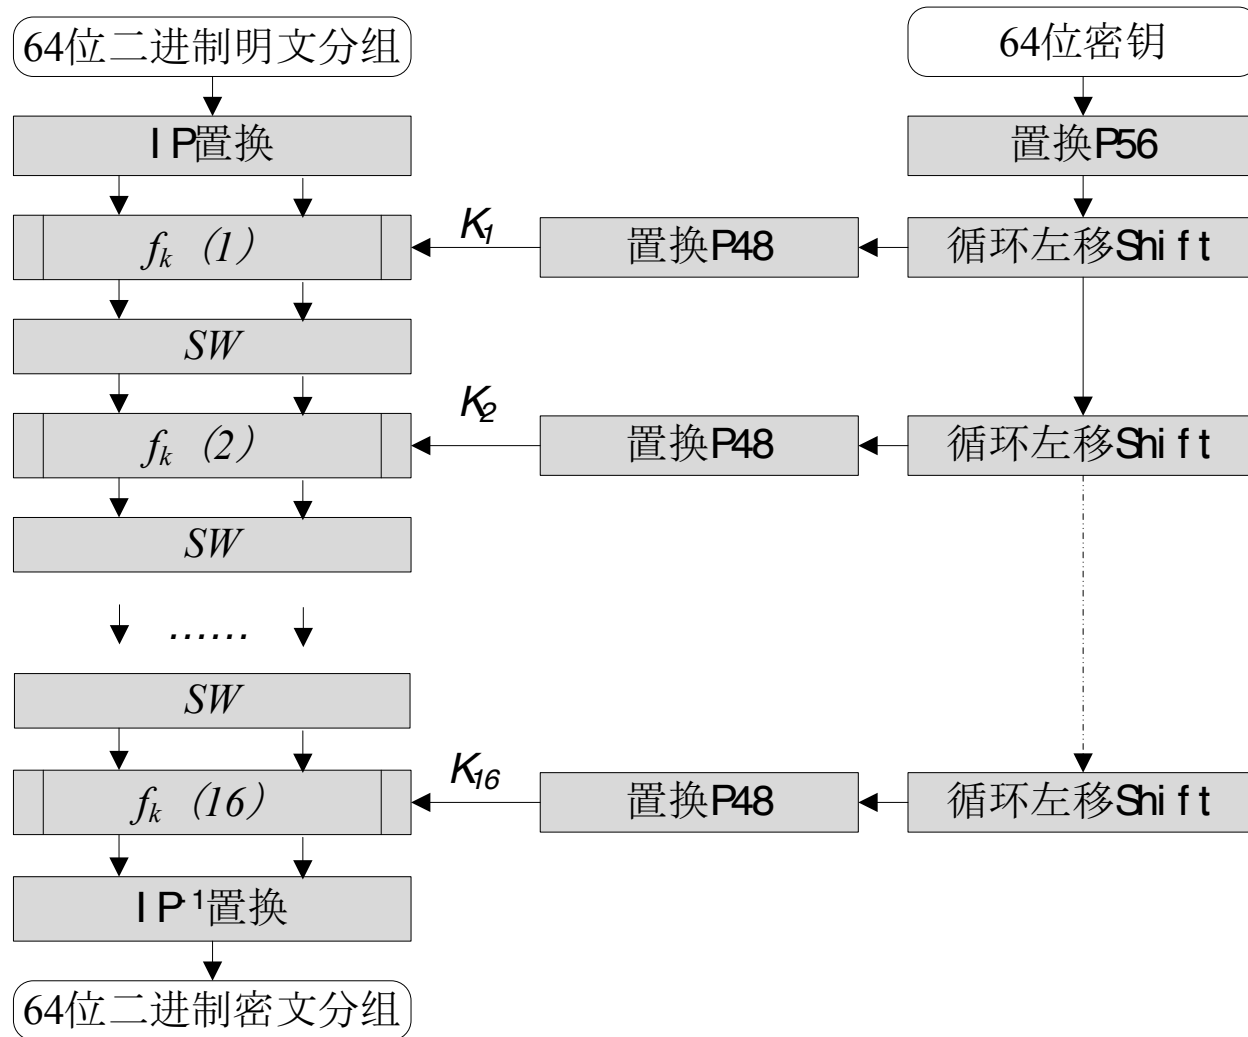 64位二进制明文分组
64位密钥
IP置换
置换P56
fk（1）
K1
置换P48
循环左移Shift
SW
fk（2）
K2
置换P48
循环左移Shift
SW
……
SW
fk（16）
K16
置换P48
循环左移Shift
IP-1置换
64位二进制密文分组